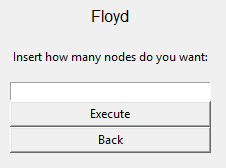 Floyd
Insert how many nodes do you want:
Execute
Back